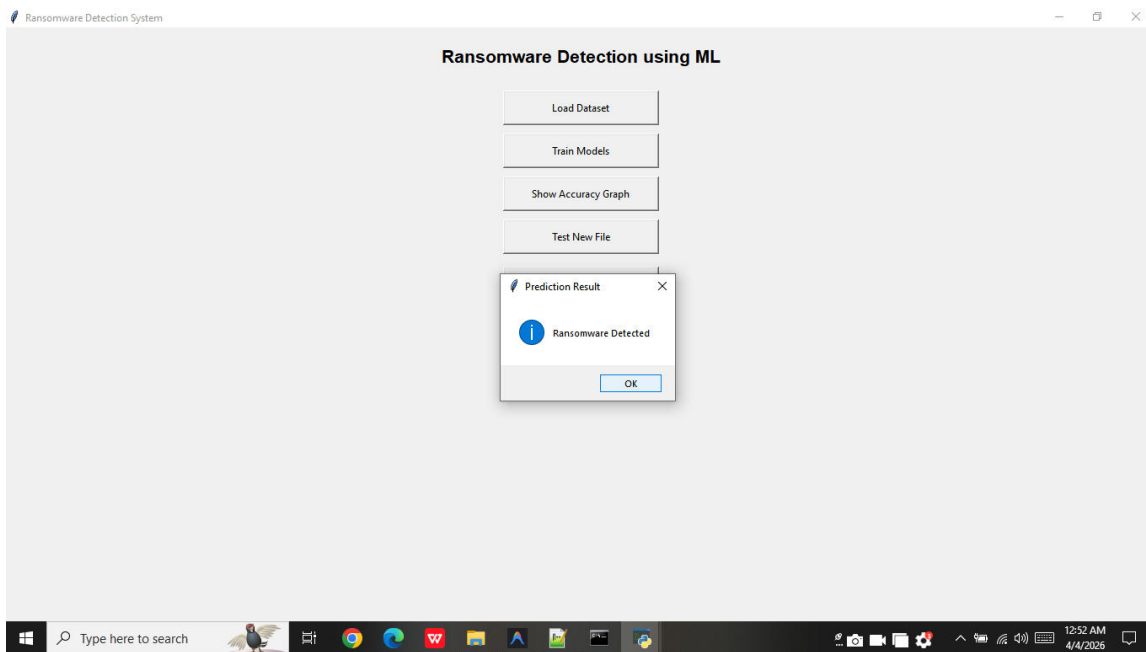 Ransomware Detection System
Ransomware Detection using ML
Load Dataset
Train Models
Show Accuracy Graph
Test New File
Prediction Result
Ransomware Detected
OK
Type here to search
12:52 AM
4/4/2026